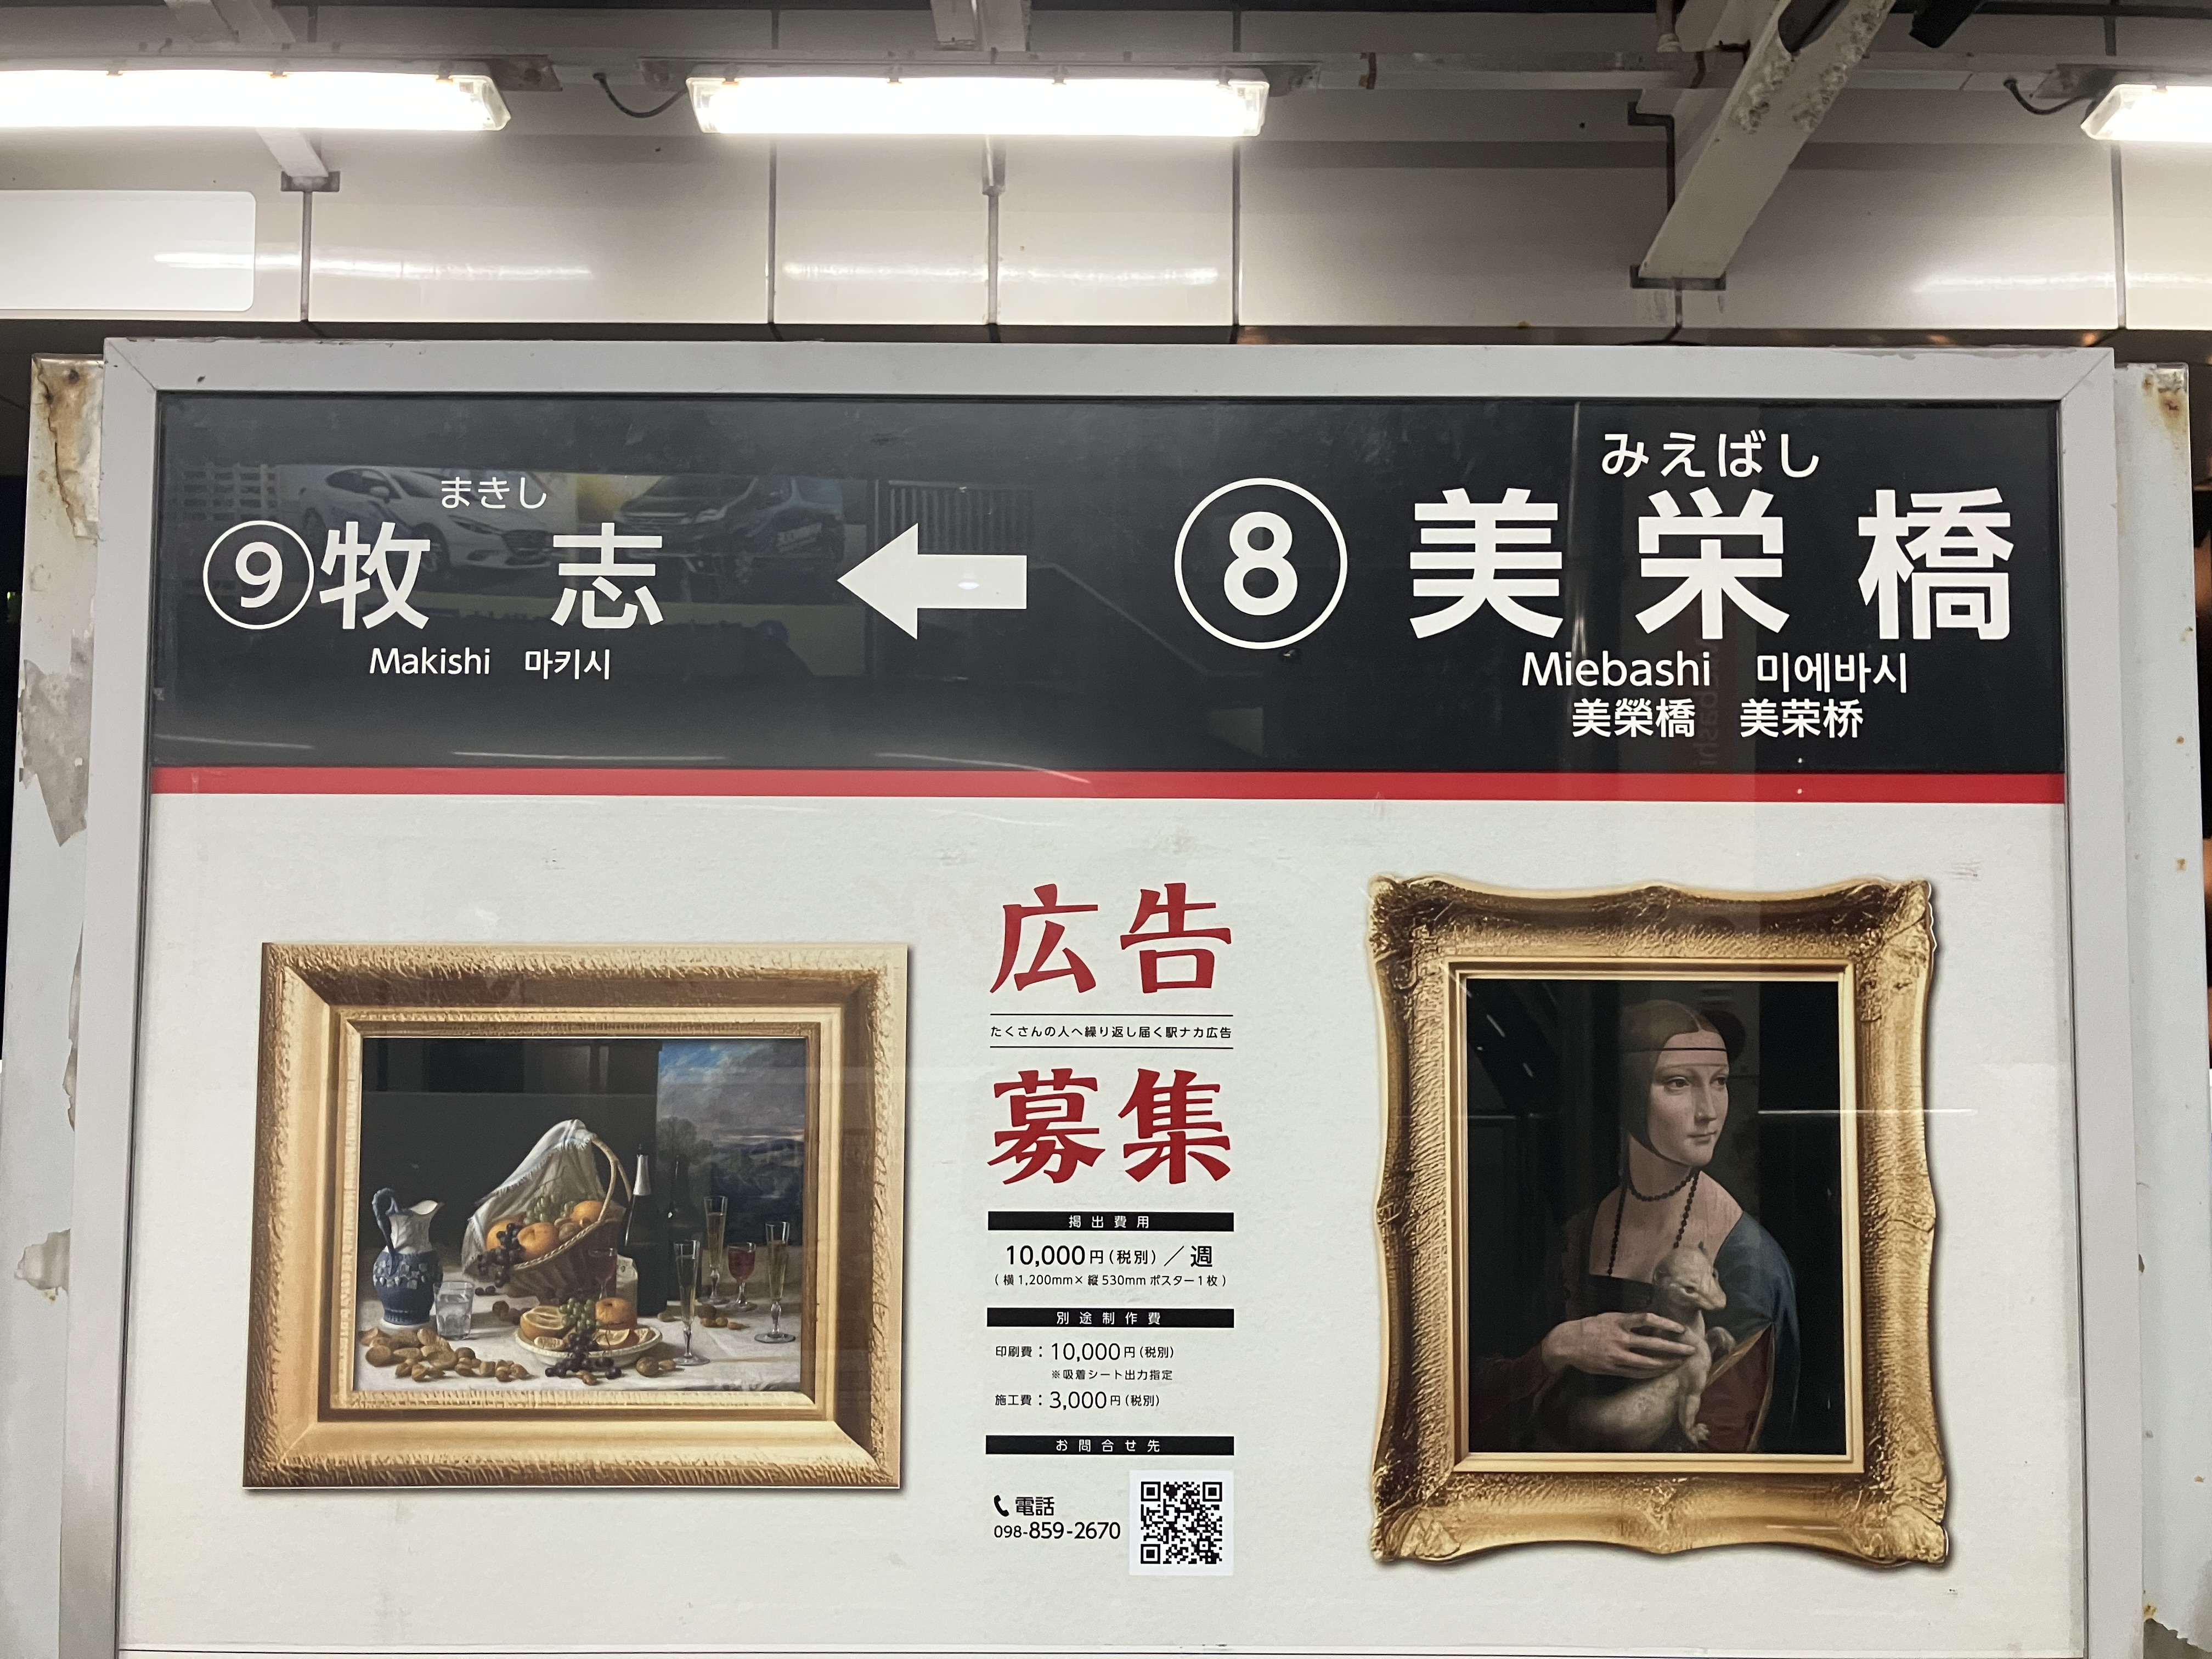 まきし
⑨牧 志
Makishi 마키시
みえばし
⑧ 美栄橋
Miebashi 미에바시
美榮橋 美荣桥
広告
たくさんの人へ繰り返し届く駅ナカ広告
募集
掲出費用
10,000円(税別)／週
(横1,200mm×縦530mmポスター1枚)
別途制作費
印刷費：10,000円(税別)
※吸着シート出力指定
施工費：3,000円(税別)
お問合せ先
電話
098-859-2670